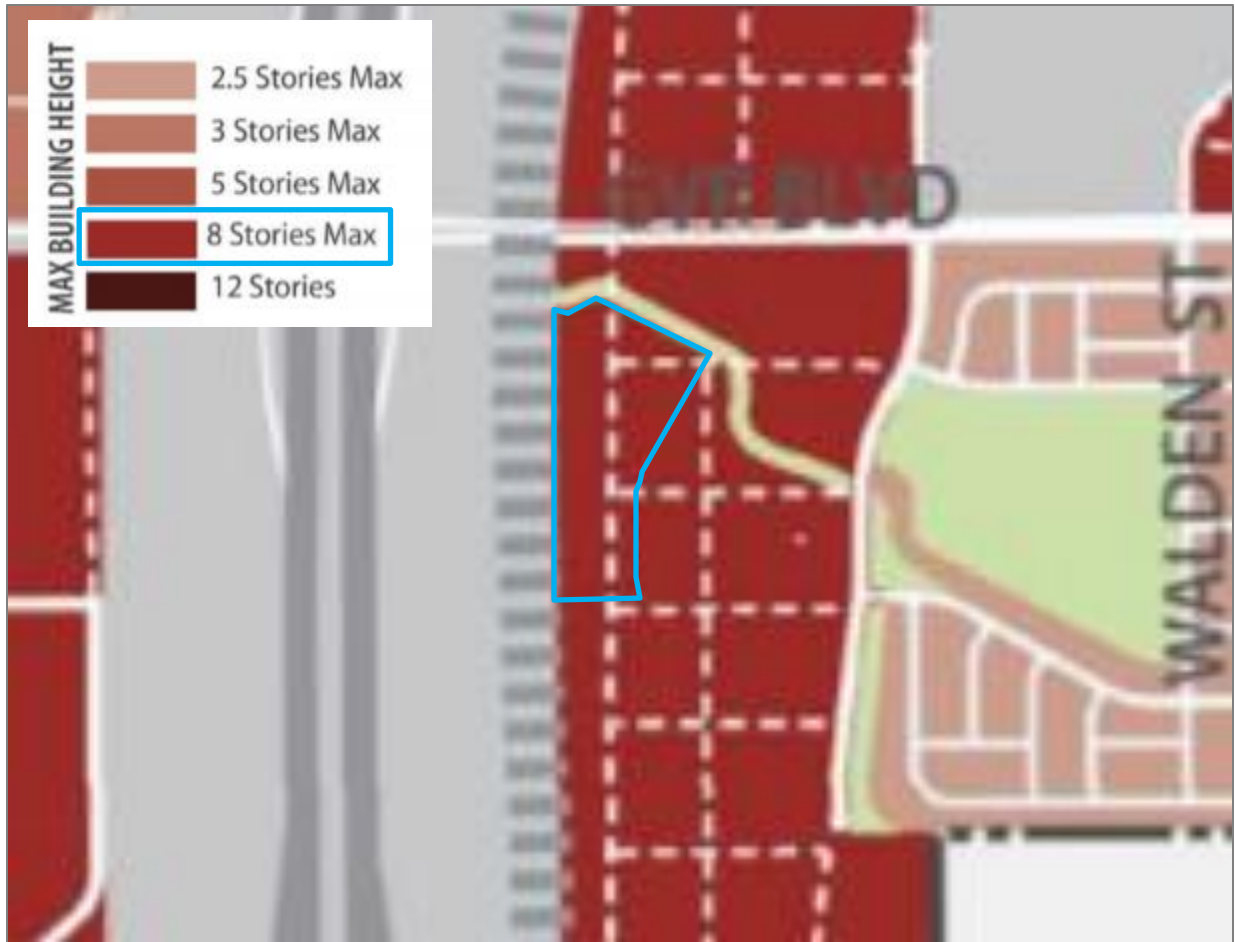 MAX BUILDING HEIGHT
2.5 Stories Max
3 Stories Max
5 Stories Max
8 Stories Max
12 Stories
BLVD
WALDEN ST